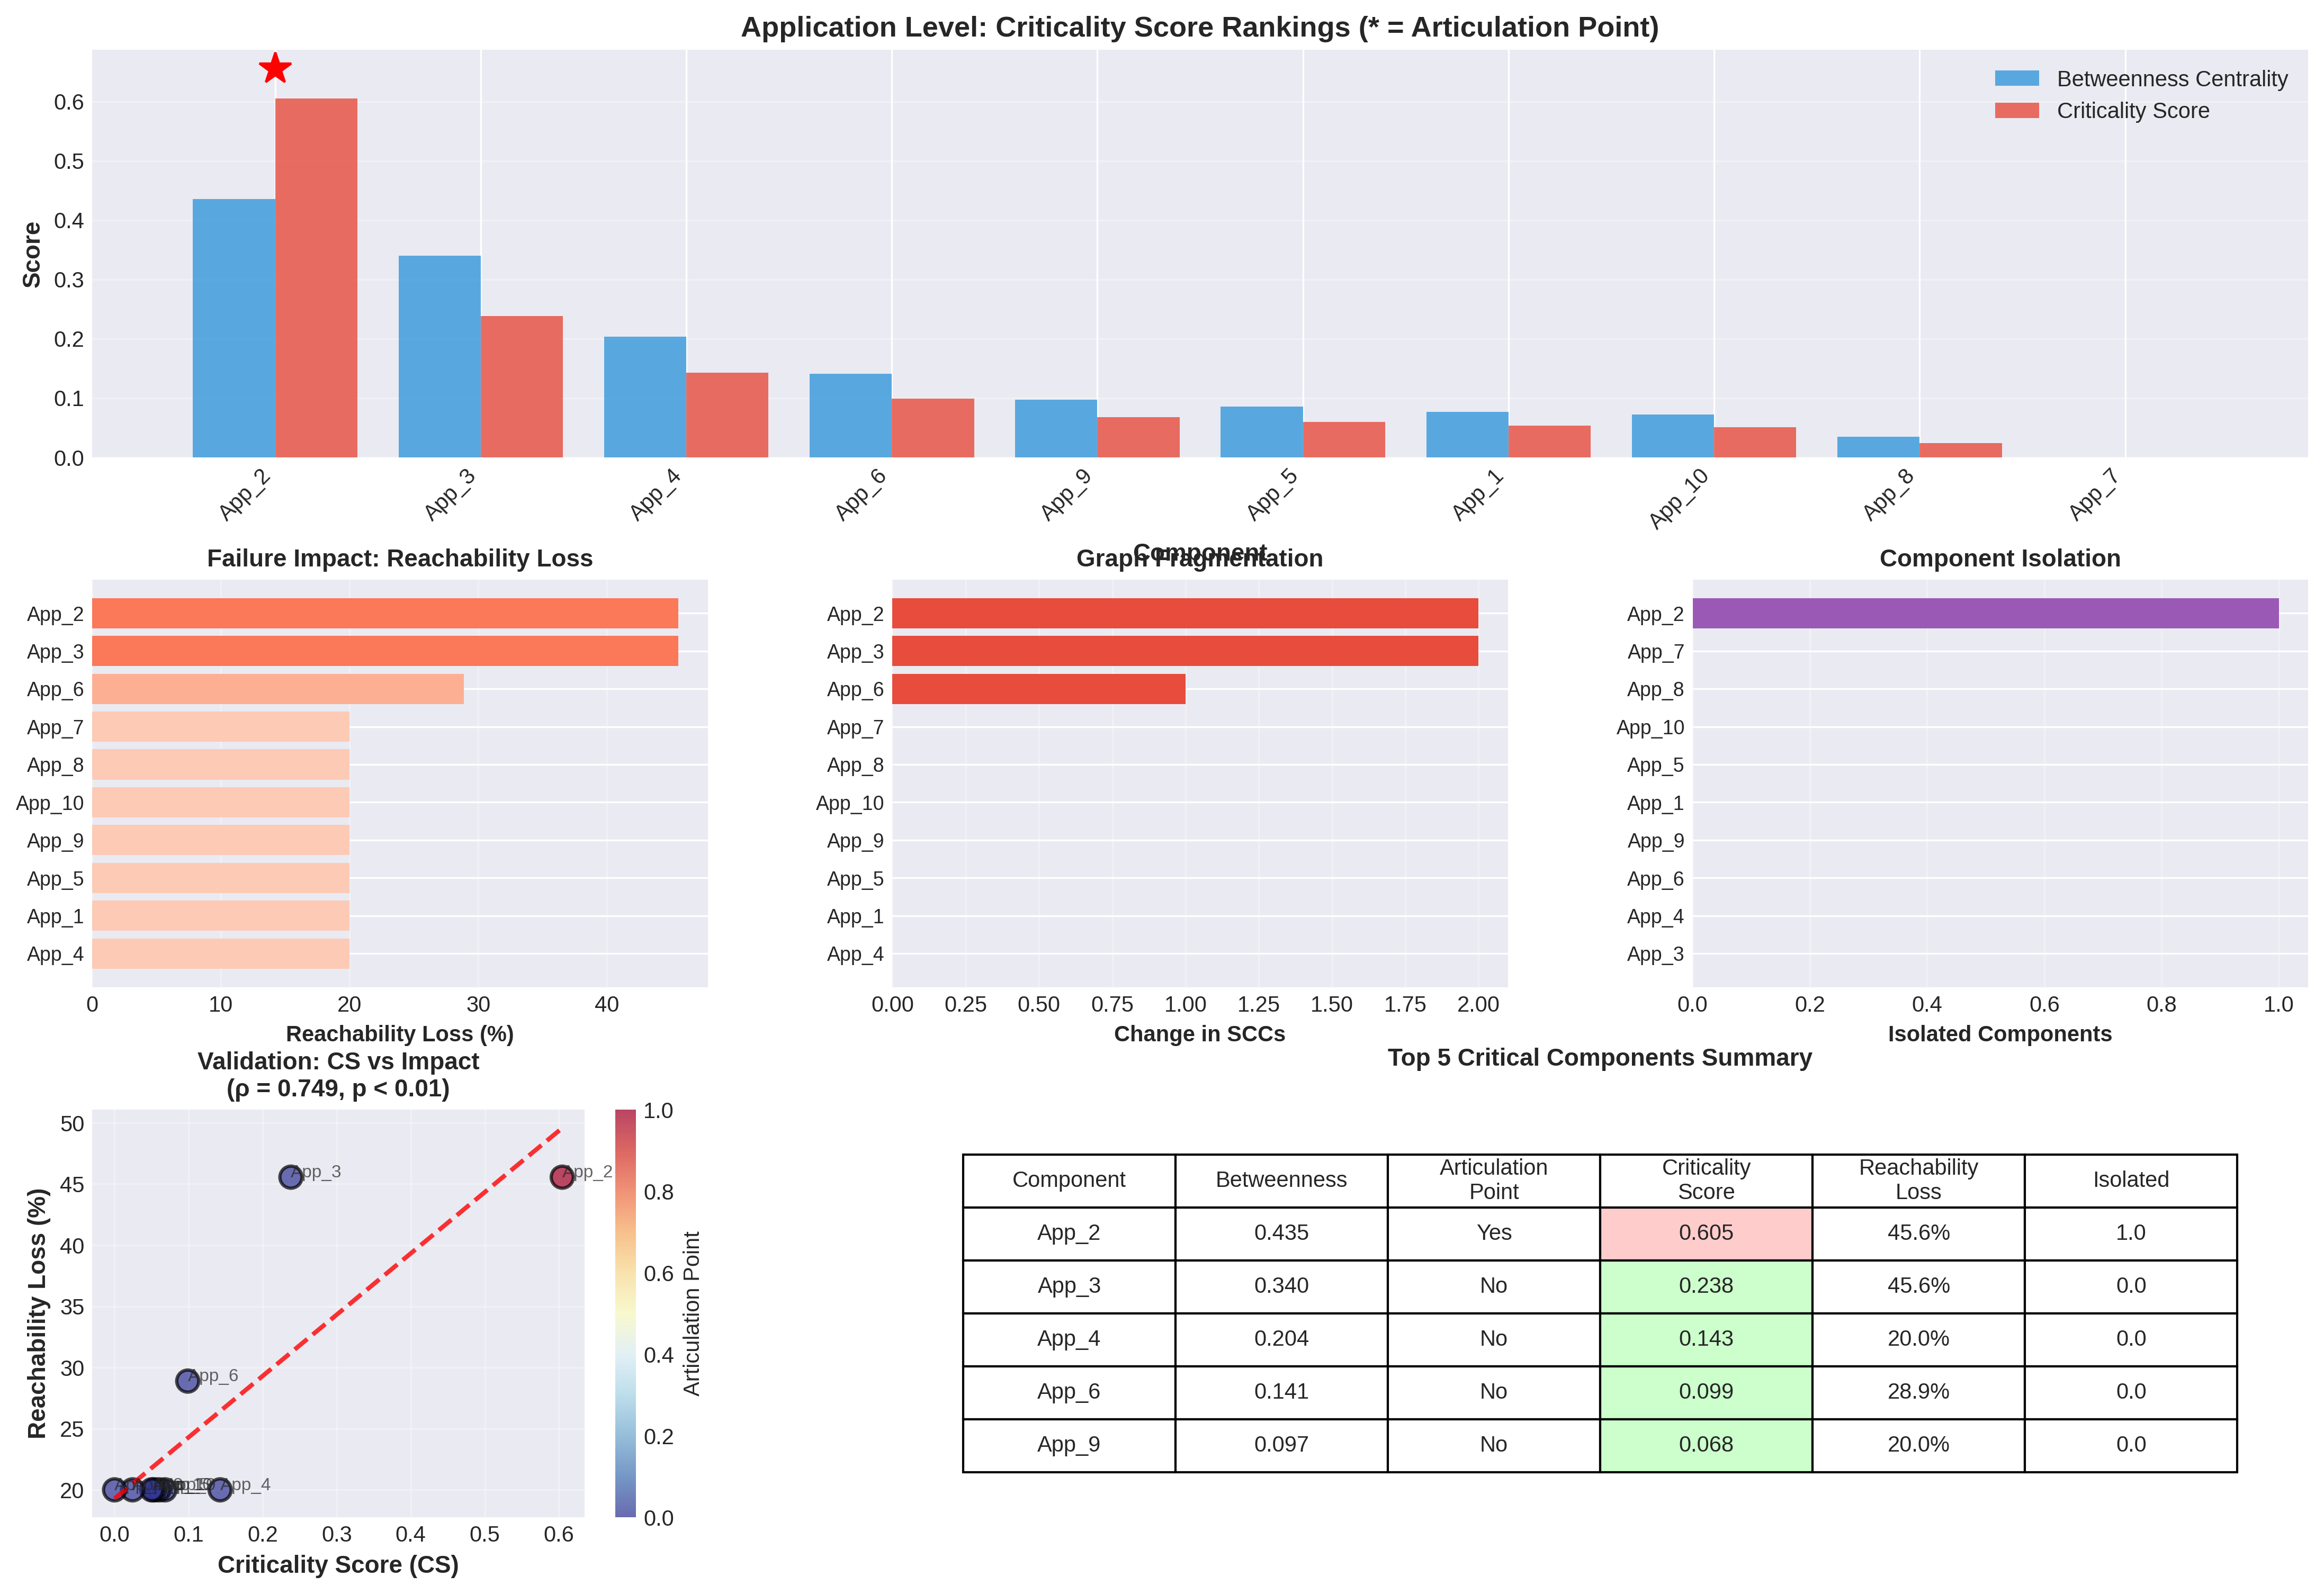 Application Level: Criticality Score Rankings (* = Articulation Point)
Betweenness Centrality
Criticality Score
Score
0.6
0.5
0.4
0.3
0.2
0.1
0.0
App_2
App_3
App_4
App_6
App_9
App_5
App_1
App_10
App_8
App_7
Component
Failure Impact: Reachability Loss
App_2
App_3
App_6
App_7
App_8
App_10
App_9
App_5
App_1
App_4
0
10
20
30
40
Reachability Loss (%)
Graph Fragmentation
App_2
App_3
App_6
App_7
App_8
App_10
App_9
App_5
App_1
App_4
0.00
0.25
0.50
0.75
1.00
1.25
1.50
1.75
2.00
Change in SCCs
Component Isolation
App_2
App_7
App_8
App_10
App_5
App_1
App_9
App_6
App_4
App_3
0.0
0.2
0.4
0.6
0.8
1.0
Isolated Components
Validation: CS vs Impact
(ρ = 0.749, p < 0.01)
Reachability Loss (%)
50
45
40
35
30
25
20
App_3
App_2
App_6
App_4
0.0
0.1
0.2
0.3
0.4
0.5
0.6
Criticality Score (CS)
1.0
0.8
0.6
0.4
0.2
0.0
Articulation Point
Top 5 Critical Components Summary
Component Betweenness Articulation Point Criticality Score Reachability Loss Isolated
App_2 0.435 Yes 0.605 45.6% 1.0
App_3 0.340 No 0.238 45.6% 0.0
App_4 0.204 No 0.143 20.0% 0.0
App_6 0.141 No 0.099 28.9% 0.0
App_9 0.097 No 0.068 20.0% 0.0